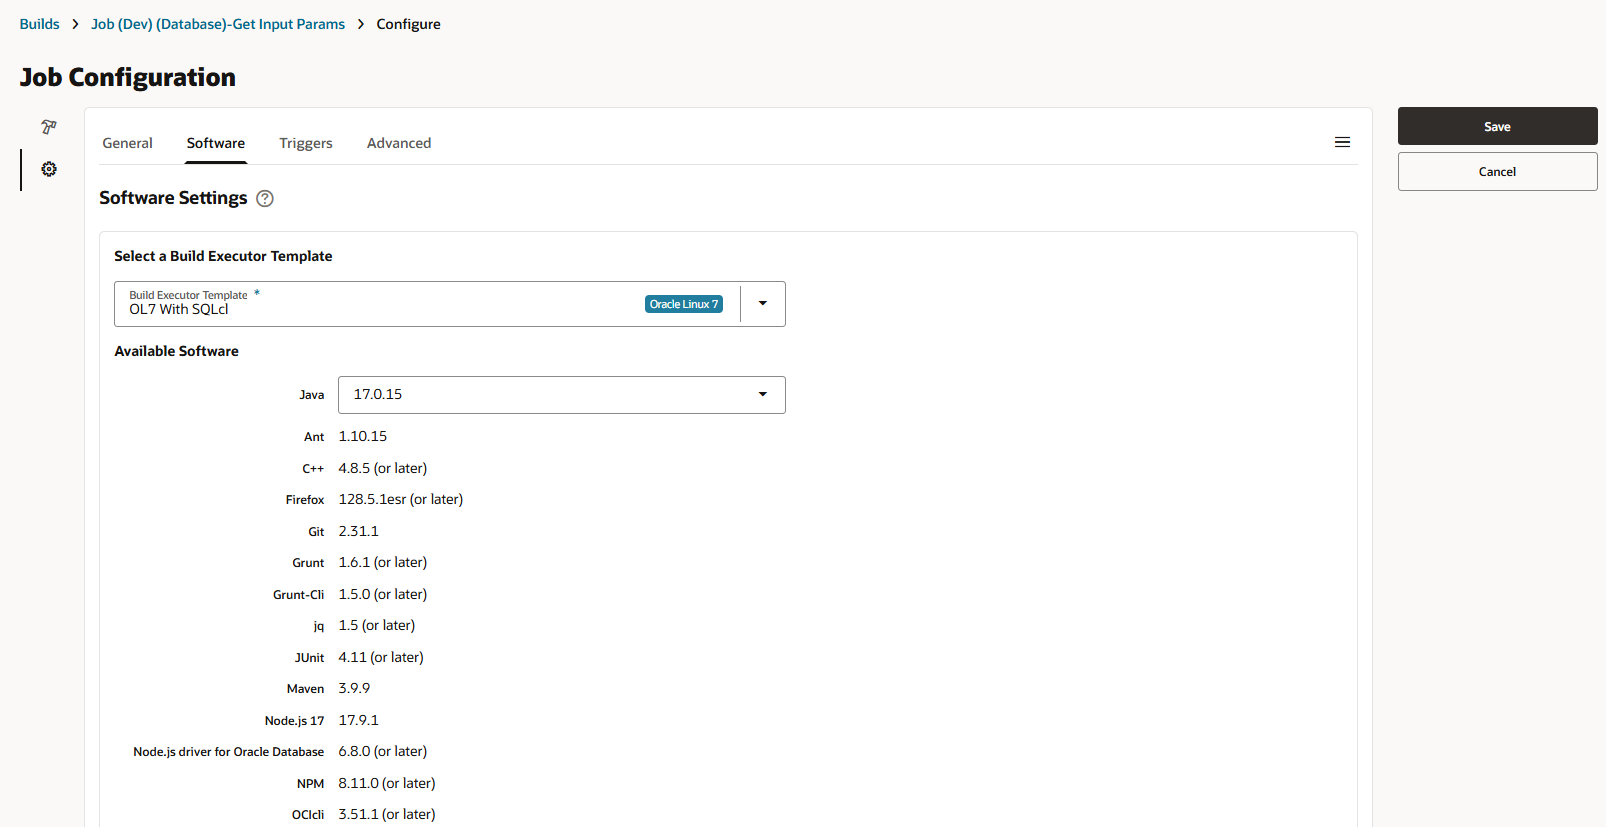 Builds > Job (Dev) (Database)-Get Input Params > Configure
Job Configuration
General Software Triggers Advanced
Save
Cancel
Software Settings ?
Select a Build Executor Template
Build Executor Template *
OL7 With SQLcl Oracle Linux 7
Available Software
Java 17.0.15
Ant 1.10.15
C++ 4.8.5 (or later)
Firefox 128.5.1esr (or later)
Git 2.31.1
Grunt 1.6.1 (or later)
Grunt-Cli 1.5.0 (or later)
jq 1.5 (or later)
JUnit 4.11 (or later)
Maven 3.9.9
Node.js 17 17.9.1
Node.js driver for Oracle Database 6.8.0 (or later)
NPM 8.11.0 (or later)
OCIcli 3.51.1 (or later)